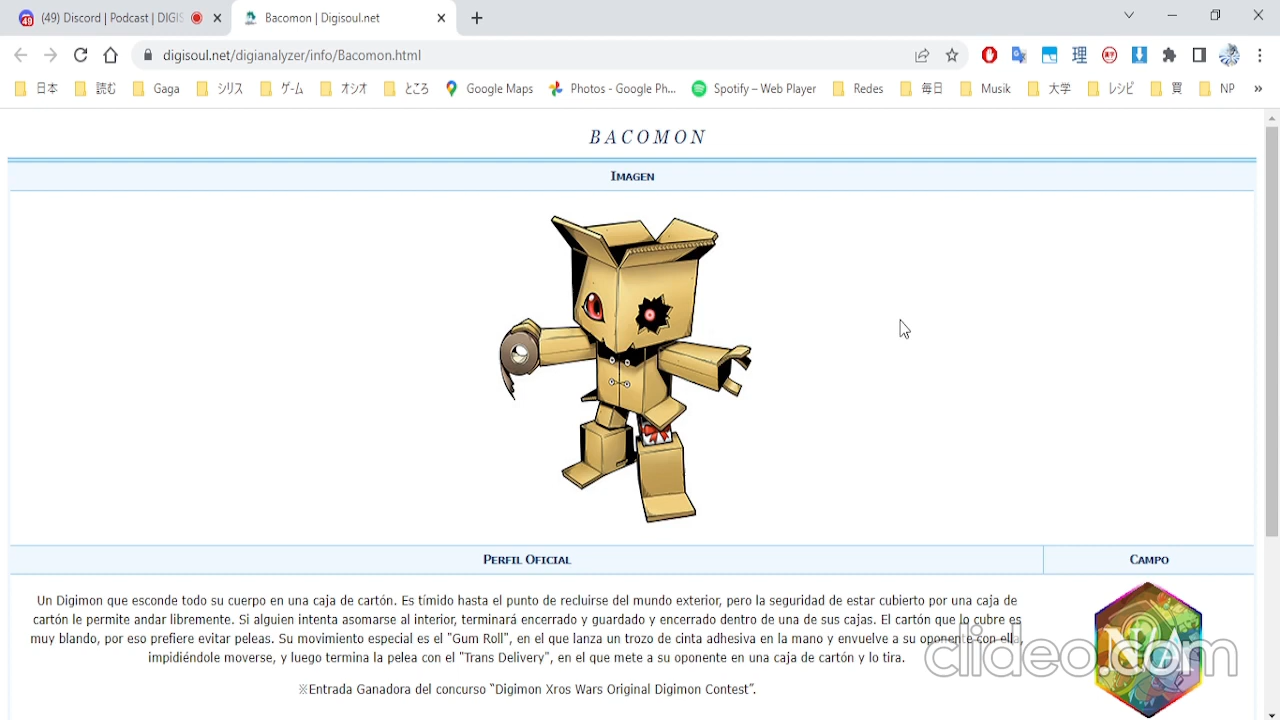 (49) Discord | Podcast | DIGIS
Bacomon | Digisoul.net
digisoul.net/digianalyzer/info/Bacomon.html
日本 読む Gaga シリス ゲーム オシオ ところ Google Maps Photos - Google Ph... Spotify – Web Player Redes 毎日 Musik 大学 レシピ 買 NP »
BACOMON
Imagen
Perfil Oficial
Campo
Un Digimon que esconde todo su cuerpo en una caja de cartón. Es tímido hasta el punto de recluirse del mundo exterior, pero la seguridad de estar cubierto por una caja de
cartón le permite andar libremente. Si alguien intenta asomarse al interior, terminará encerrado y guardado y encerrado dentro de una de sus cajas. El cartón que lo cubre es
muy blando, por eso prefiere evitar peleas. Su movimiento especial es el "Gum Roll", en el que lanza un trozo de cinta adhesiva en la mano y envuelve a su oponente con ella,
impidiéndole moverse, y luego termina la pelea con el "Trans Delivery", en el que mete a su oponente en una caja de cartón y lo tira.
※Entrada Ganadora del concurso "Digimon Xros Wars Original Digimon Contest".
clideo.com